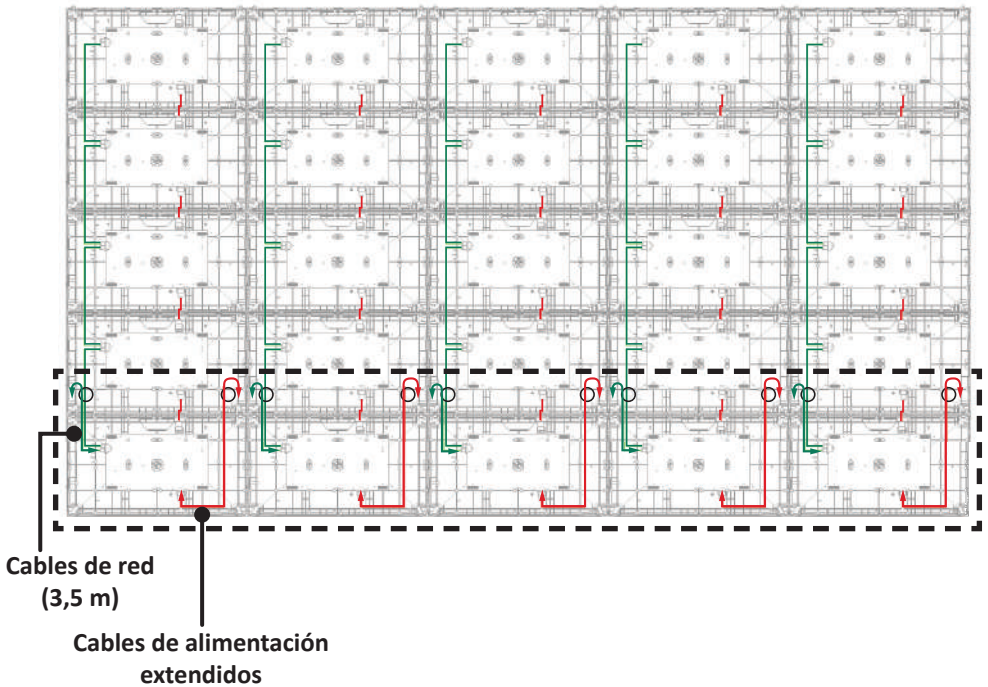 Cables de red
(3,5 m)
Cables de alimentación
extendidos